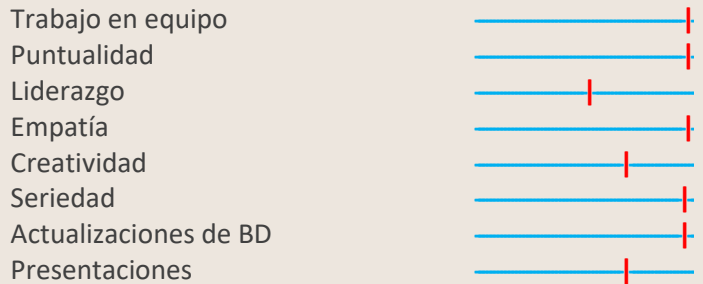 Trabajo en equipo
Puntualidad
Liderazgo
Empatía
Creatividad
Seriedad
Actualizaciones de BD
Presentaciones